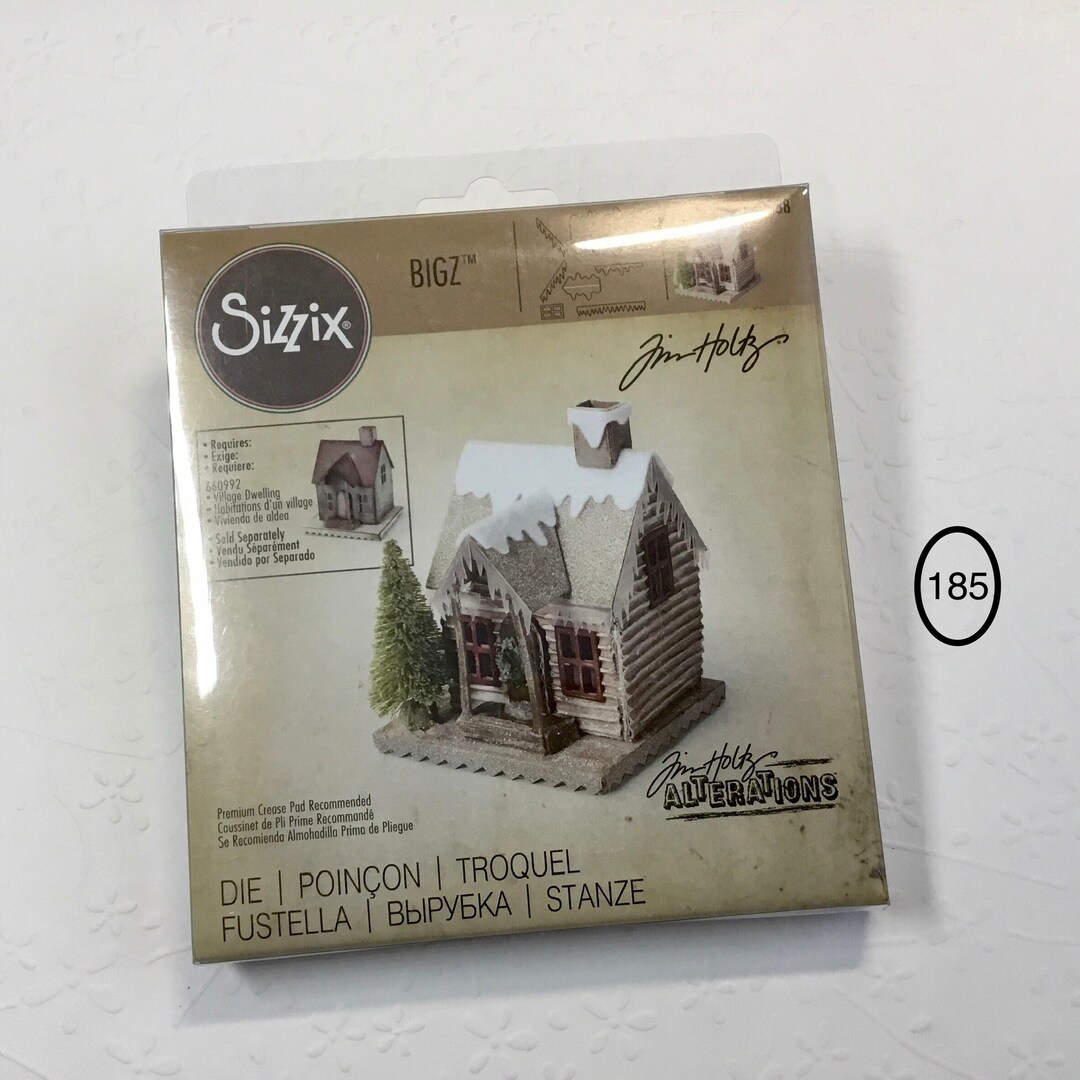 Sizzix®
BIGZ™
Tim Holtz
• Requires:
• Exige:
• Requiere:
660992
• Village Dwelling
• Habitations d'un village
• Vivienda de aldea
• Sold Separately
• Vendu Séparément
• Vendido por Separado
185
Tim Holtz
ALTERATIONS
Premium Crease Pad Recommended
Coussinet de Pli Prime Recommandé
Se Recomienda Almohadilla Prima de Pliegue
DIE | POINÇON | TROQUEL
FUSTELLA | ВЫРУБКА | STANZE